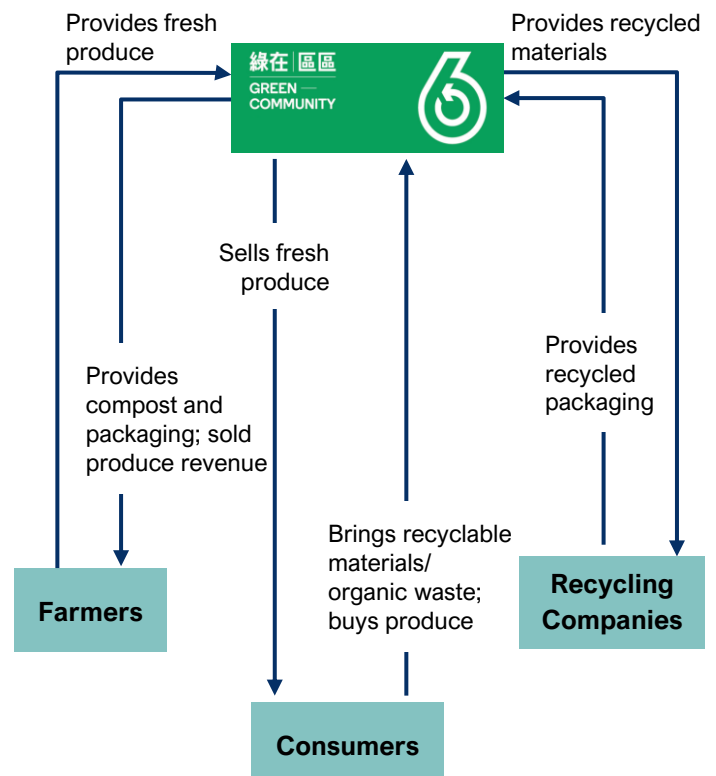 Provides fresh
produce
Provides recycled
materials
綠在 區區
GREEN —
COMMUNITY
Sells fresh
produce
Provides
compost and
packaging; sold
produce revenue
Provides
recycled
packaging
Brings recyclable
materials/
organic waste;
buys produce
Farmers
Recycling
Companies
Consumers